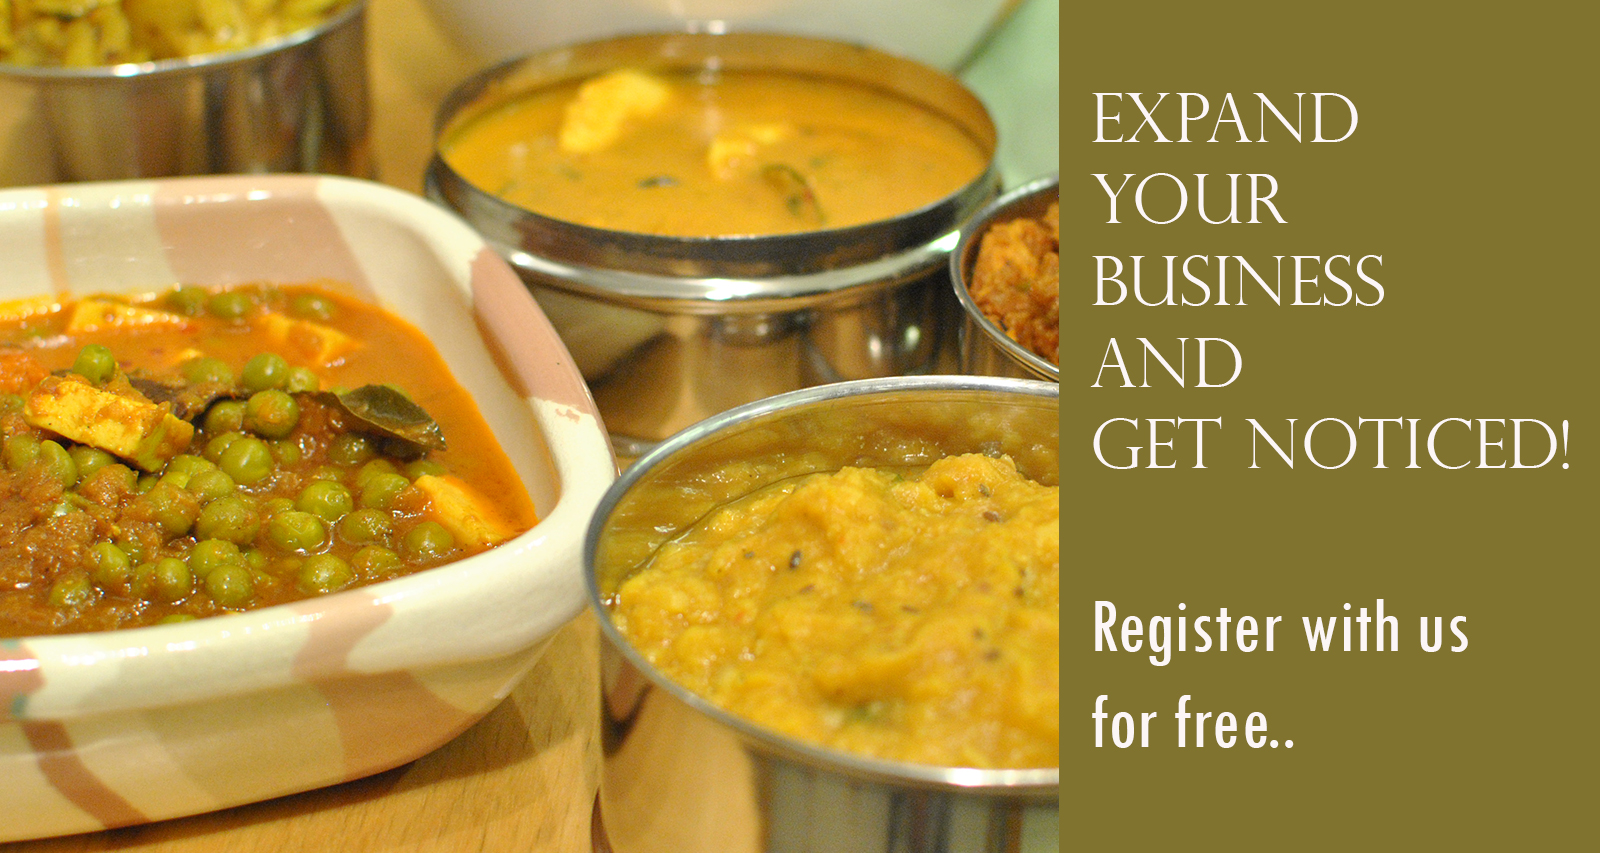 EXPAND
YOUR
BUSINESS
AND
GET NOTICED!
Register with us
for free..